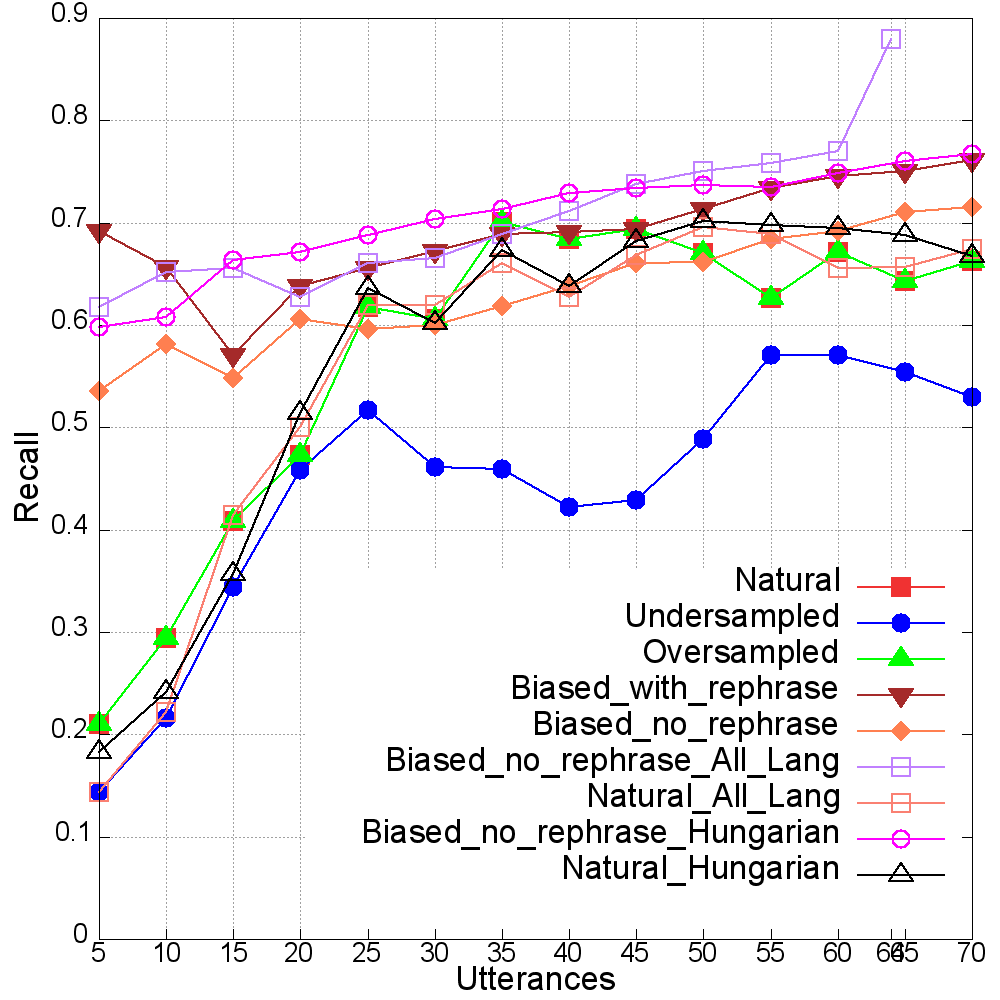 0.9
0.8
0.7
0.6
0.5
0.4
0.3
0.2
0.1
0
Recall
Natural
Undersampled
Oversampled
Biased_with_rephrase
Biased_no_rephrase
Biased_no_rephrase_All_Lang
Natural_All_Lang
Biased_no_rephrase_Hungarian
Natural_Hungarian
5 10 15 20 25 30 35 40 45 50 55 60 64 65 70
Utterances